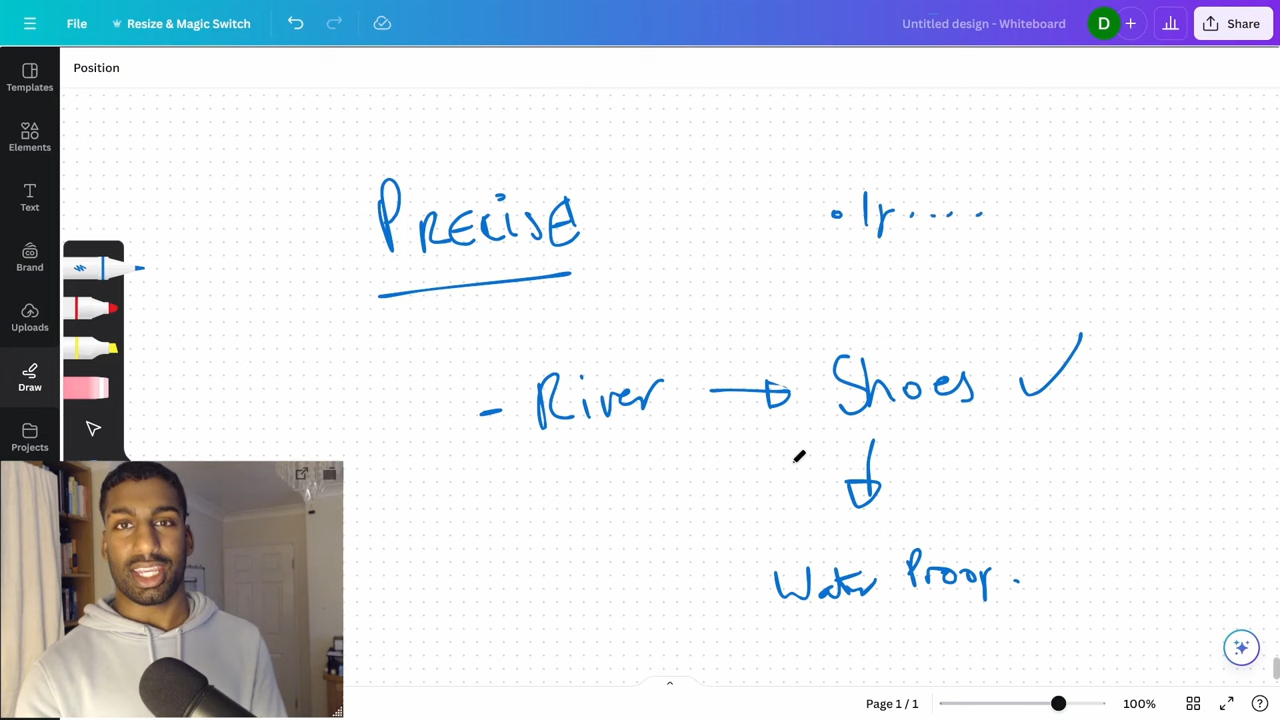 File
Resize & Magic Switch
Untitled design - Whiteboard
D
Share
Position
Templates
Elements
Text
Brand
Uploads
Draw
Projects
PRECISE
• If . . . .
- River → Shoes ✓
Water Proof.
Page 1 / 1
100%